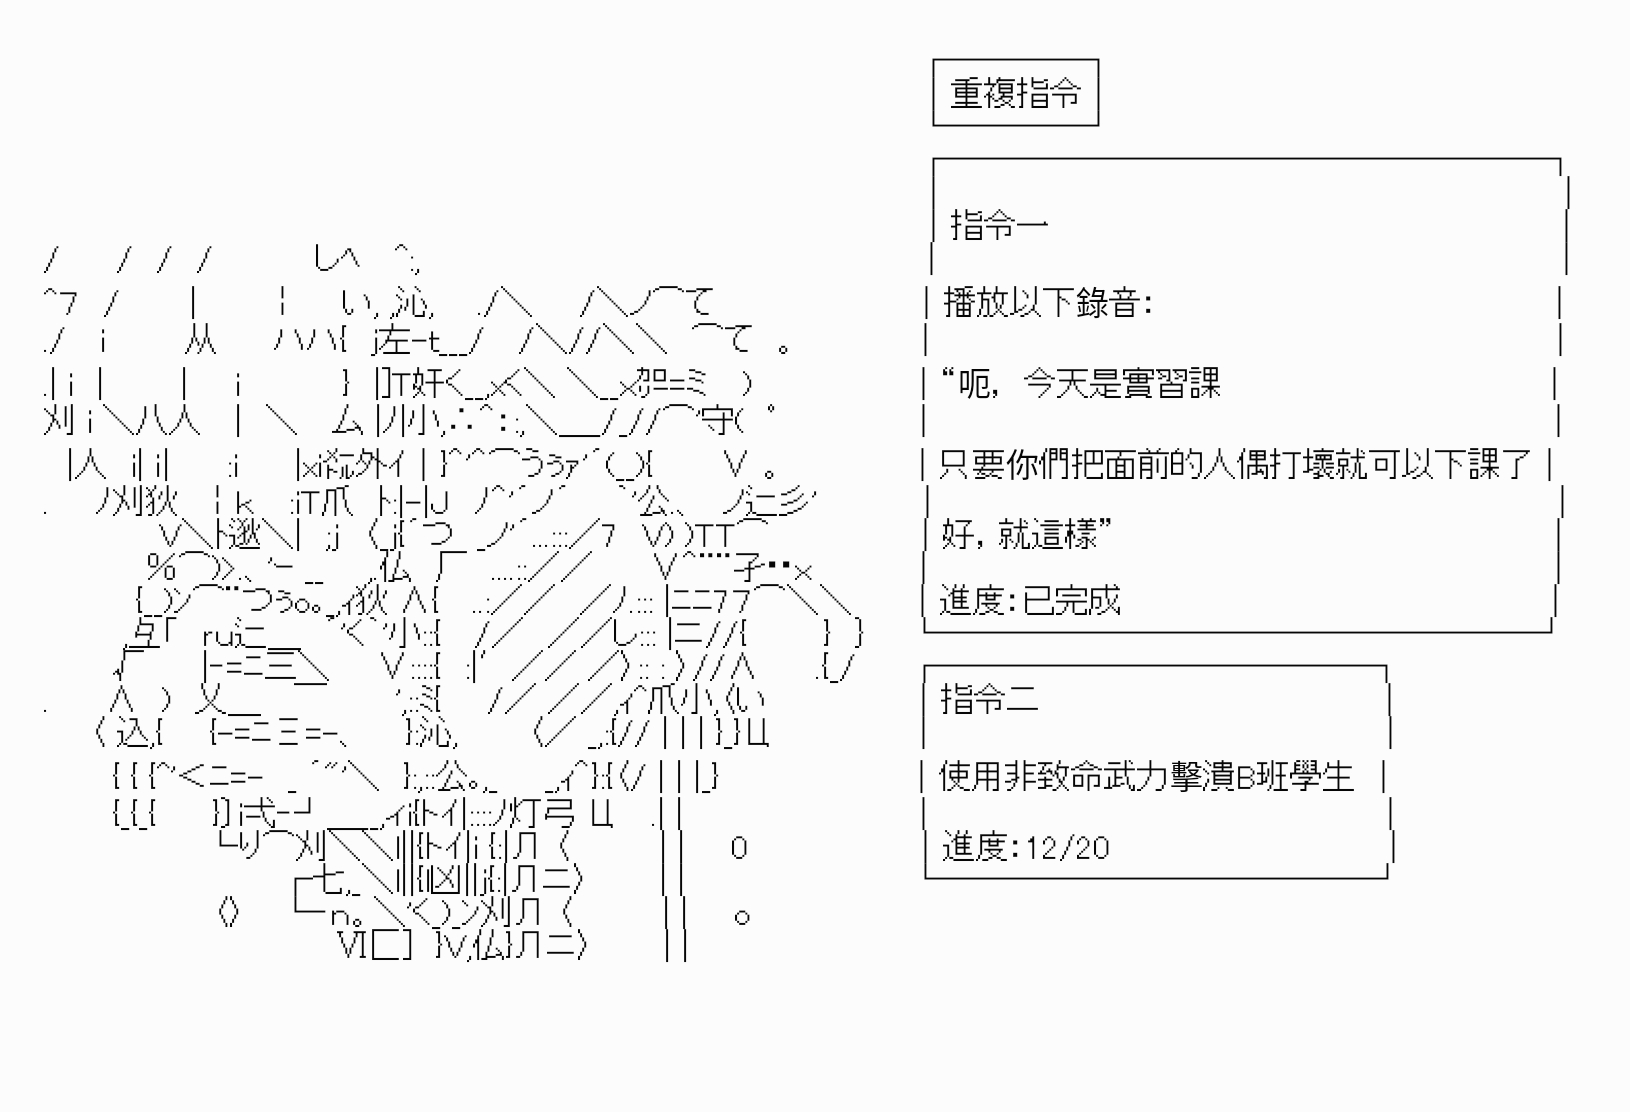 重複指令
指令一
播放以下錄音:
“呃, 今天是實習課
只要你們把面前的人偶打壞就可以下課了
好, 就這樣”
進度:已完成
指令二
使用非致命武力擊潰B班學生
進度:12/20